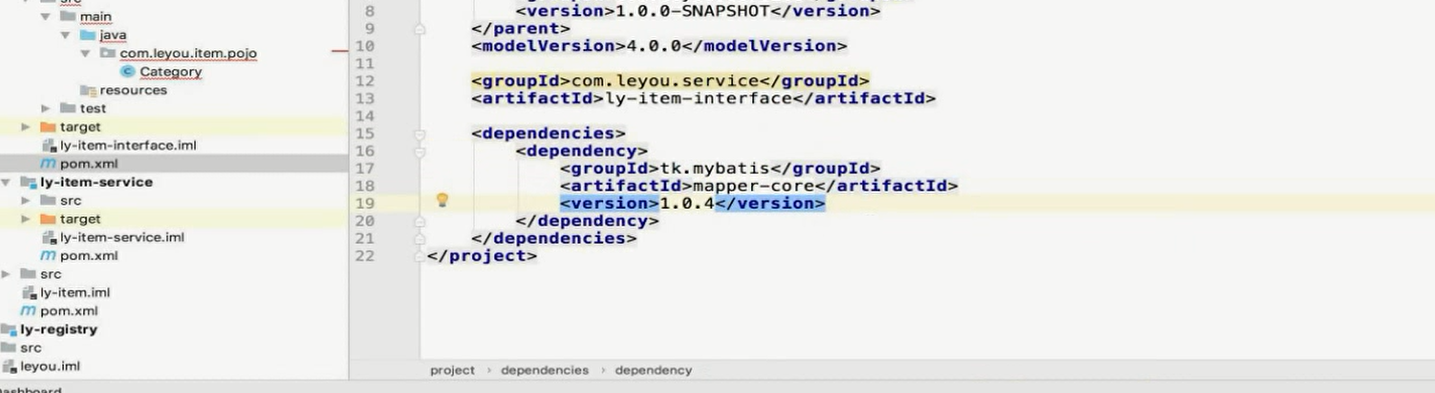 src
main
java
com.leyou.item.pojo
Category
resources
test
target
ly-item-interface.iml
pom.xml
ly-item-service
src
target
ly-item-service.iml
pom.xml
src
ly-item.iml
pom.xml
ly-registry
src
leyou.iml
8 <version>1.0.0-SNAPSHOT</version>
9 </parent>
10 <modelVersion>4.0.0</modelVersion>
11
12 <groupId>com.leyou.service</groupId>
13 <artifactId>ly-item-interface</artifactId>
14
15 <dependencies>
16 <dependency>
17 <groupId>tk.mybatis</groupId>
18 <artifactId>mapper-core</artifactId>
19 <version>1.0.4</version>
20 </dependency>
21 </dependencies>
22 </project>
project › dependencies › dependency